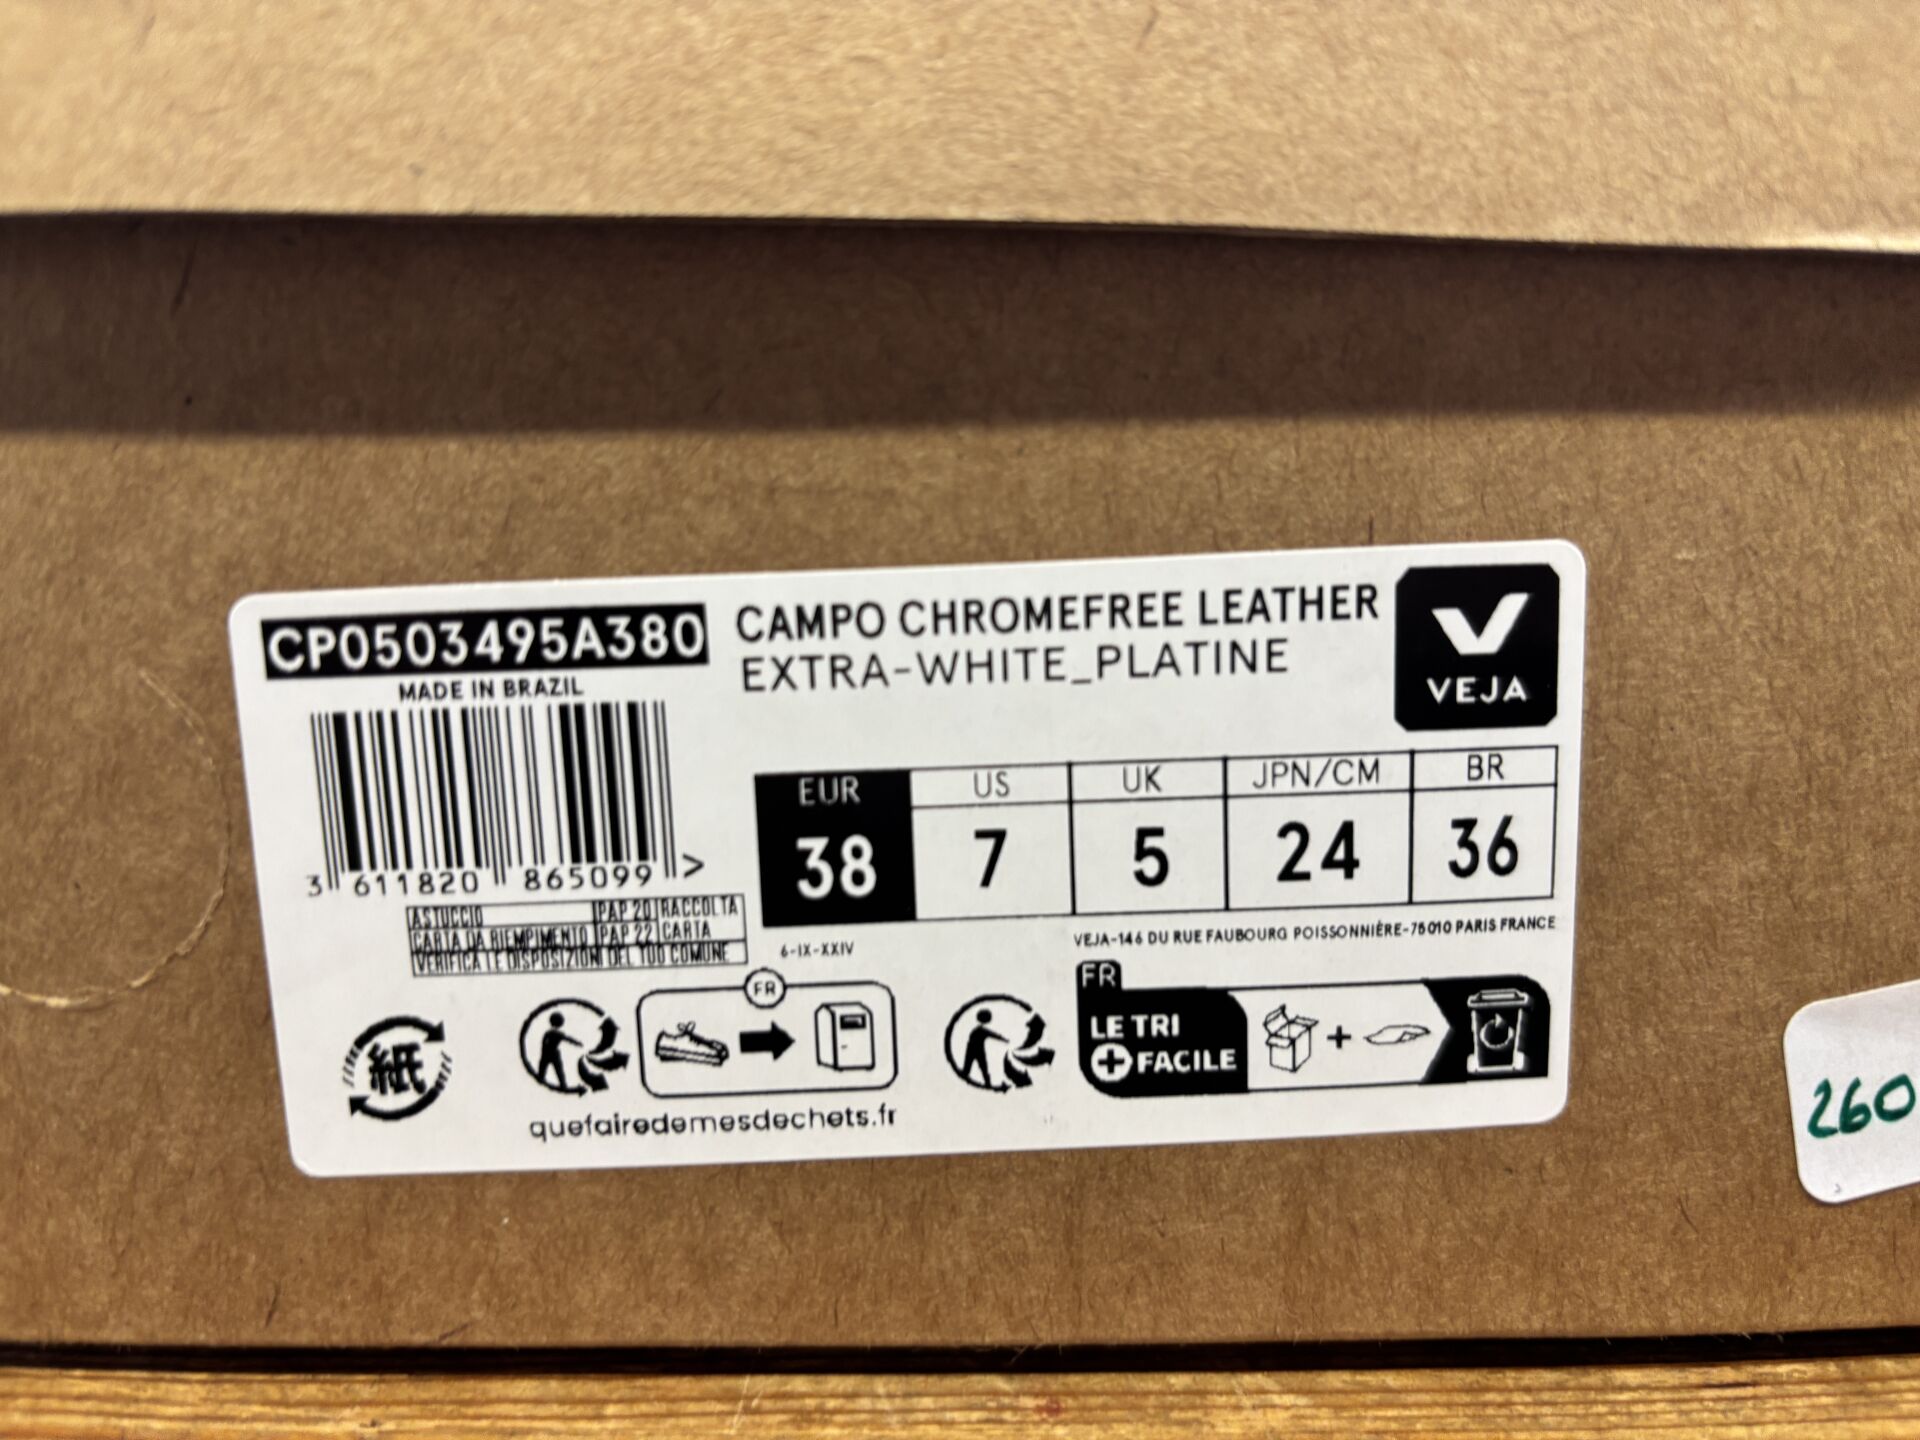 CP0503495A380
MADE IN BRAZIL
3 611820 865099 >
ASTUCCIO PAP 20 RACCOLTA
CARTA DA RIEMPIMENTO PAP 22 CARTA
VERIFICA LE DISPOSIZIONI DEL TUO COMUNE
CAMPO CHROMEFREE LEATHER
EXTRA-WHITE_PLATINE
VEJA
EUR US UK JPN/CM BR
38 7 5 24 36
6-IX-XXIV
VEJA-146 DU RUE FAUBOURG POISSONNIÈRE-75010 PARIS FRANCE
紙
FR
quefairedemesdechets.fr
FR
LE TRI
+ FACILE
+
260